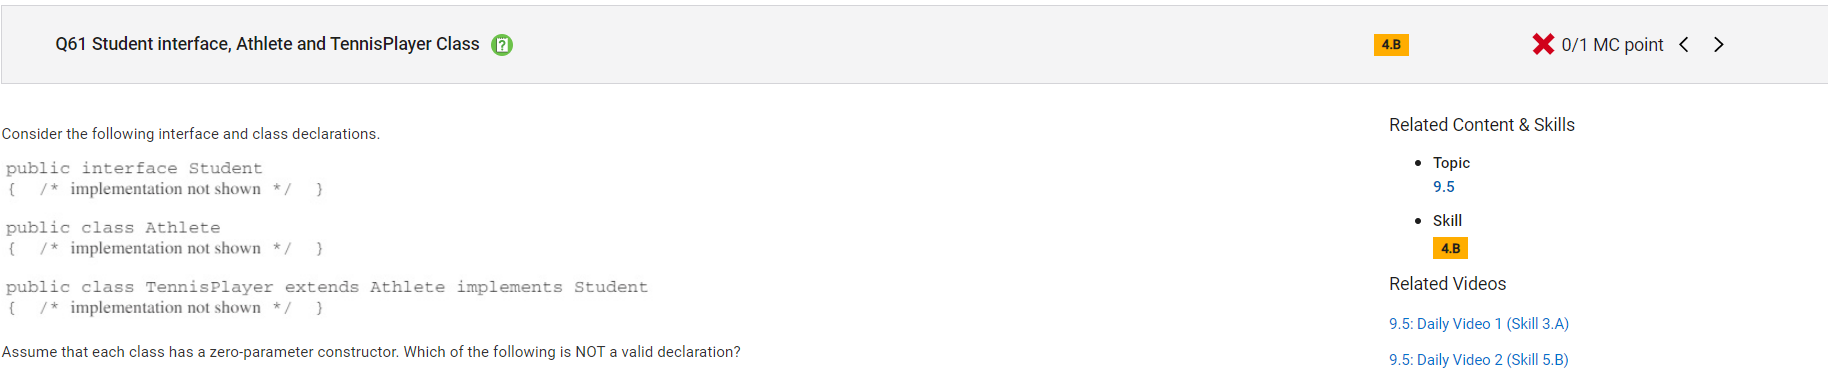 Q61 Student interface, Athlete and TennisPlayer Class
4.B
0/1 MC point
Consider the following interface and class declarations.
public interface Student
{ /* implementation not shown */ }
public class Athlete
{ /* implementation not shown */ }
public class TennisPlayer extends Athlete implements Student
{ /* implementation not shown */ }
Assume that each class has a zero-parameter constructor. Which of the following is NOT a valid declaration?
Related Content & Skills
Topic
9.5
Skill
4.B
Related Videos
9.5: Daily Video 1 (Skill 3.A)
9.5: Daily Video 2 (Skill 5.B)